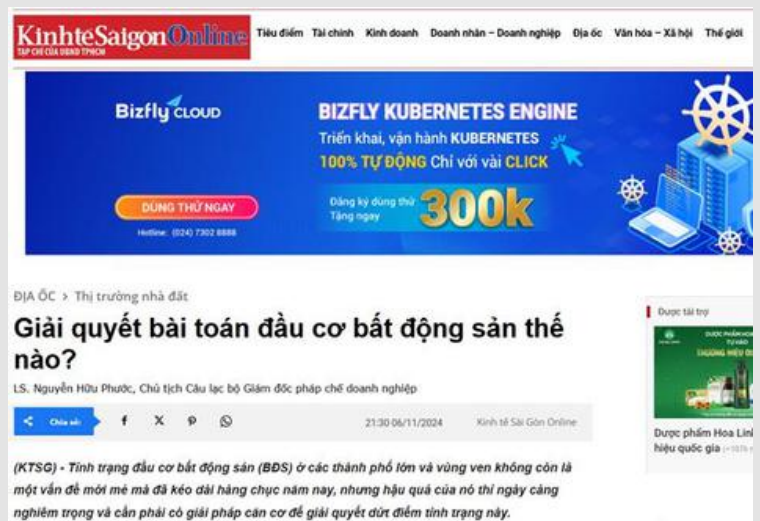 KinhteSaigonOnline
TẠP CHÍ CỦA UBND TPHCM
Tiêu điểm Tài chính Kinh doanh Doanh nhân – Doanh nghiệp Địa ốc Văn hóa – Xã hội Thế giới
Bizfly CLOUD
BIZFLY KUBERNETES ENGINE
Triển khai, vận hành KUBERNETES
100% TỰ ĐỘNG Chỉ với vài CLICK
DÙNG THỬ NGAY
Hotline: (024) 7302 8888
Đăng ký dùng thử
Tặng ngay
300k
ĐỊA ỐC > Thị trường nhà đất
Giải quyết bài toán đầu cơ bất động sản thế
nào?
LS. Nguyễn Hữu Phước, Chủ tịch Câu lạc bộ Giám đốc pháp chế doanh nghiệp
Chia sẻ:
21:30 06/11/2024
Kinh tế Sài Gòn Online
(KTSG) - Tình trạng đầu cơ bất động sản (BĐS) ở các thành phố lớn và vùng ven không còn là
một vấn đề mới mẻ mà đã kéo dài hàng chục năm nay, nhưng hậu quả của nó thì ngày càng
nghiêm trọng và cần phải có giải pháp căn cơ để giải quyết dứt điểm tình trạng này.
Được tài trợ
THƯƠNG HIỆU
Dược phẩm Hoa Lin
hiệu quốc gia